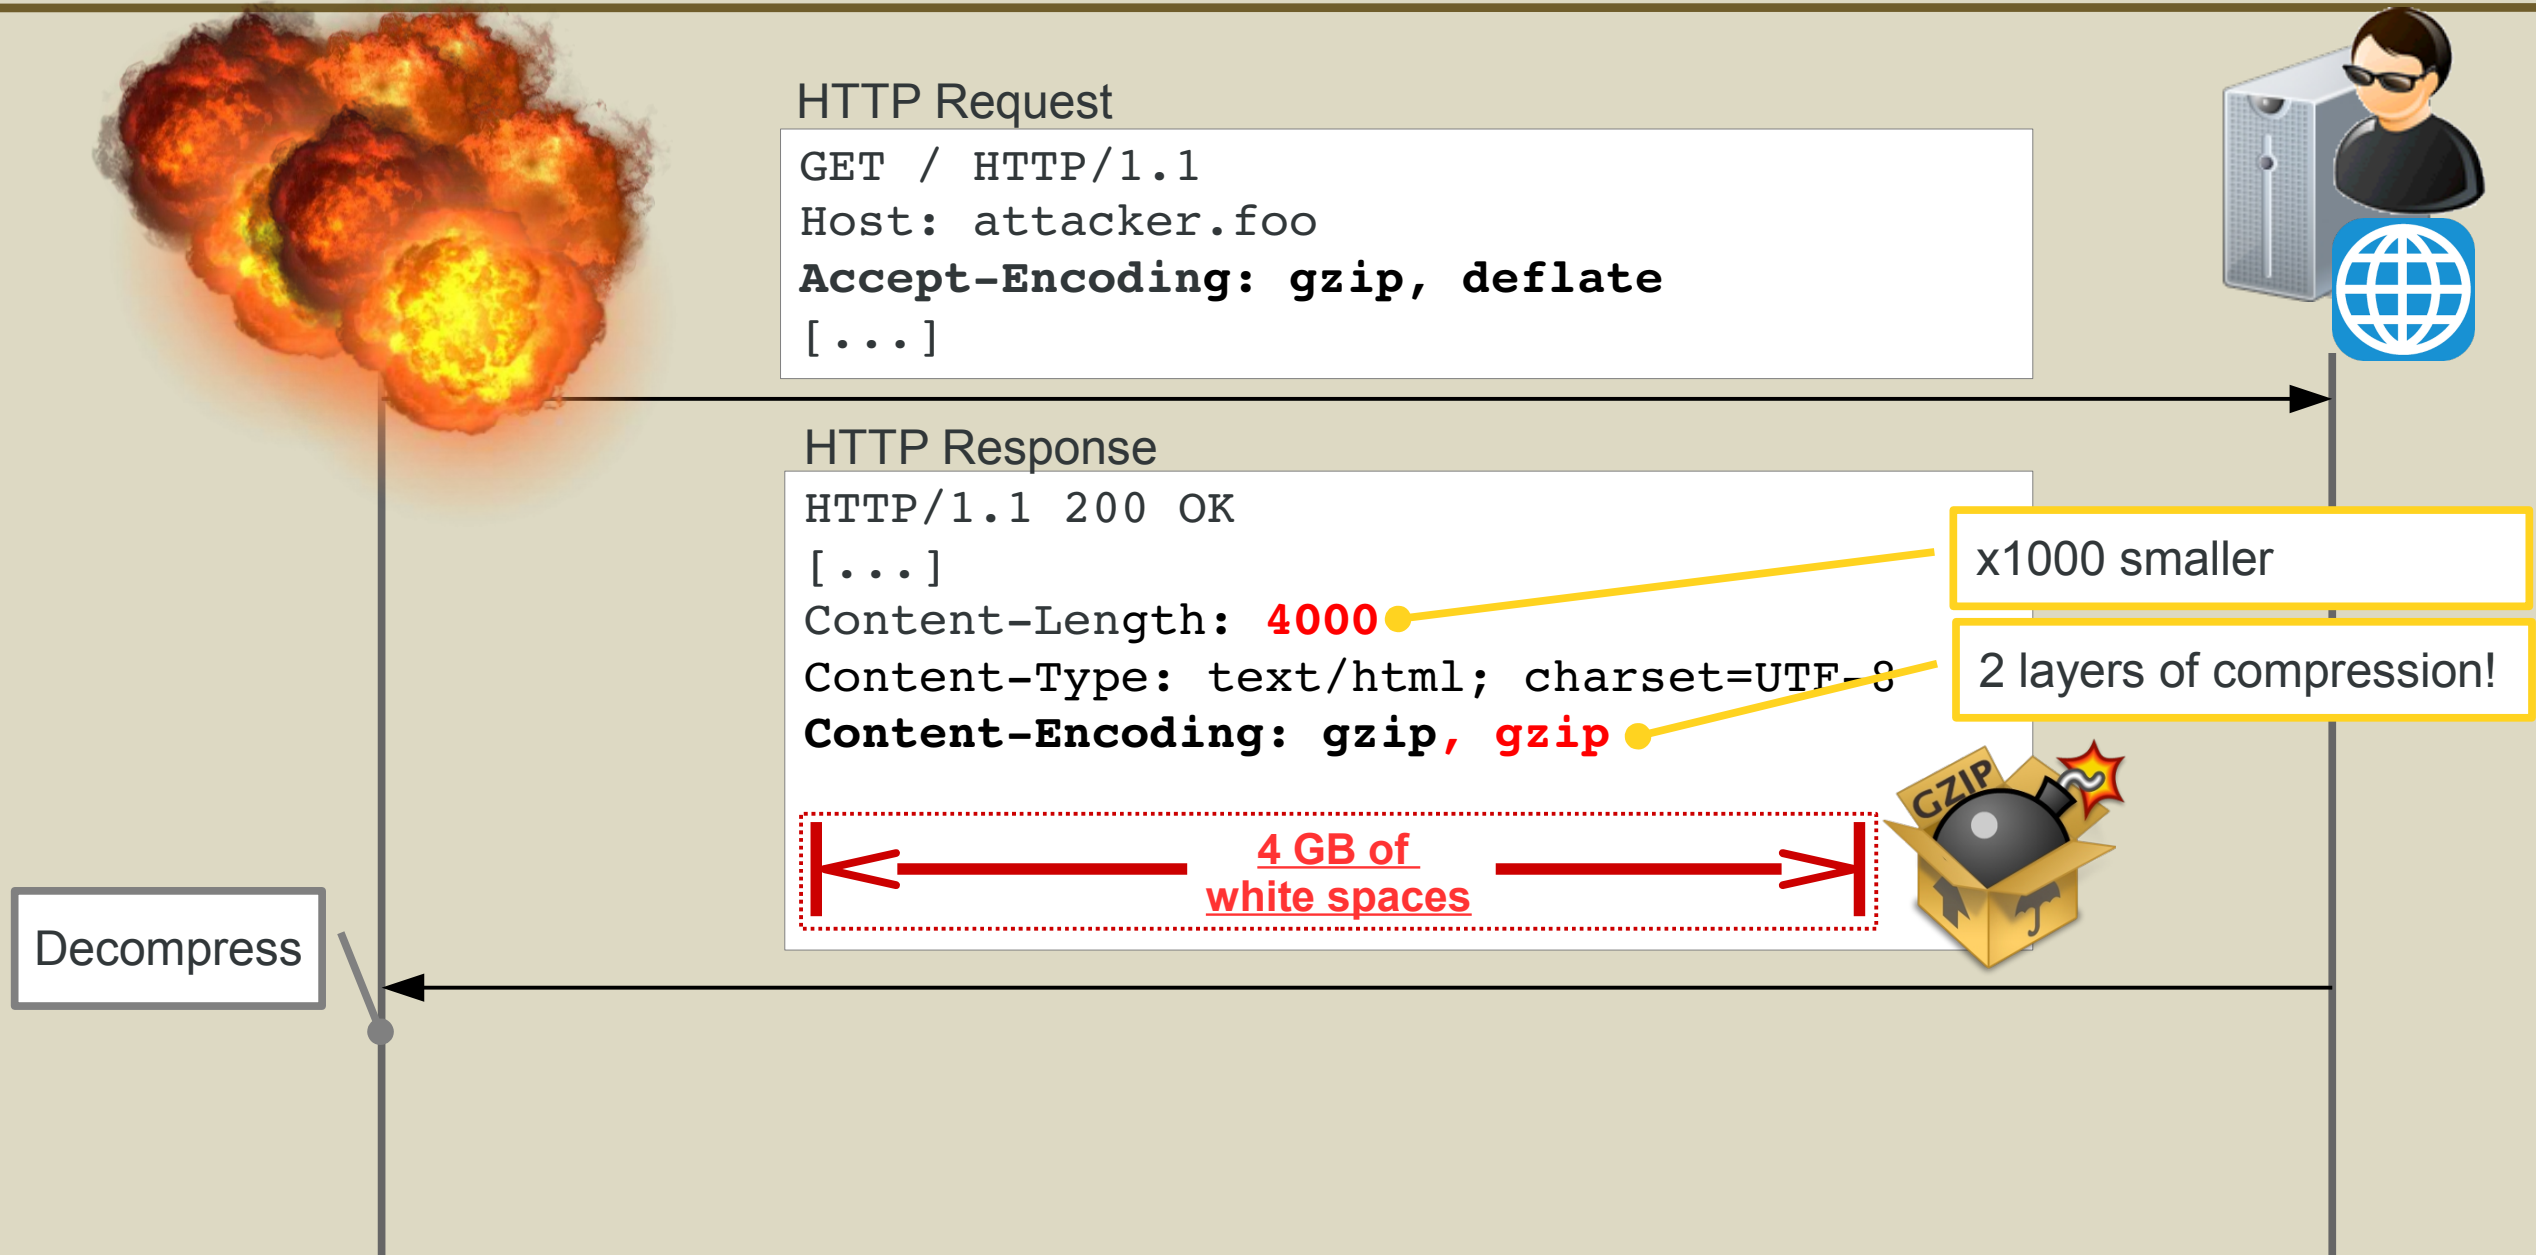 HTTP Request
GET / HTTP/1.1
Host: attacker.foo
Accept-Encoding: gzip, deflate
[...]
HTTP Response
HTTP/1.1 200 OK
[...]
Content-Length: 4000
x1000 smaller
Content-Type: text/html; charset=UTF-8
2 layers of compression!
Content-Encoding: gzip, gzip
GZIP
4 GB of
white spaces
Decompress